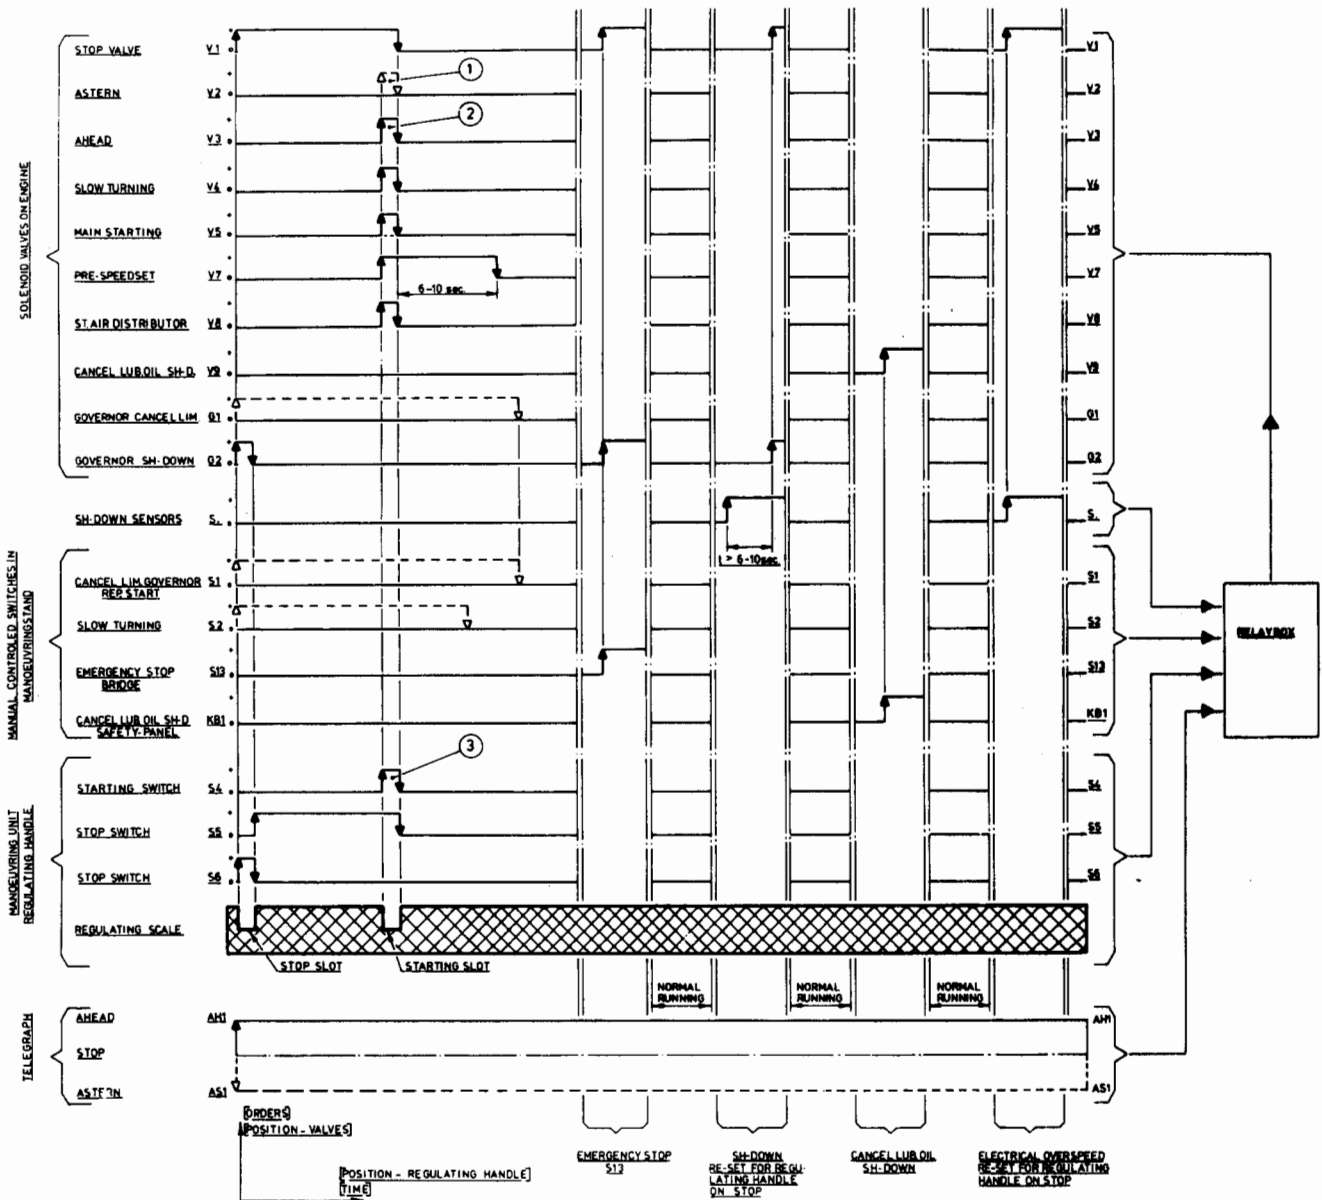 SOLENOID VALVES ON ENGINE
STOP VALVE V1 V1
① 
ASTERN V2 V2
②
AHEAD V3 V3
SLOW TURNING V4 V4
MAIN STARTING V5 V5
PRE-SPEEDSET V7 V7
6-10 sec.
ST.AIR DISTRIBUTOR V8 V8
CANCEL LUB.OIL SH-D. V9 V9
GOVERNOR CANCEL LIM G1 G1
GOVERNOR SH-DOWN G2 G2
SH-DOWN SENSORS S. S.
> 6-10sec.
MANUAL CONTROLED SWITCHES IN
MANOEUVRINGSTAND
CANCEL LIM.GOVERNOR S1 S1
REP.START
SLOW TURNING S2 S2
EMERGENCY STOP S13 S13
BRIDGE
CANCEL LUB OIL SH-D KB1 KB1
SAFETY-PANEL
RELAYBOX
MANOEUVRING UNIT
REGULATING HANDLE
③
STARTING SWITCH S4 S4
STOP SWITCH S5 S5
STOP SWITCH S6 S6
REGULATING SCALE
STOP SLOT STARTING SLOT
NORMAL
RUNNING
NORMAL
RUNNING
NORMAL
RUNNING
TELEGRAPH
AHEAD AH1 AH1
STOP
ASTERN AS1 AS1
[ORDERS]
[POSITION - VALVES]
[POSITION - REGULATING HANDLE]
[TIME]
EMERGENCY STOP
S13
SH-DOWN
RE-SET FOR REGU-
LATING HANDLE
ON STOP
CANCEL LUB.OIL
SH-DOWN
ELECTRICAL OVERSPEED
RE-SET FOR REGULATING
HANDLE ON STOP